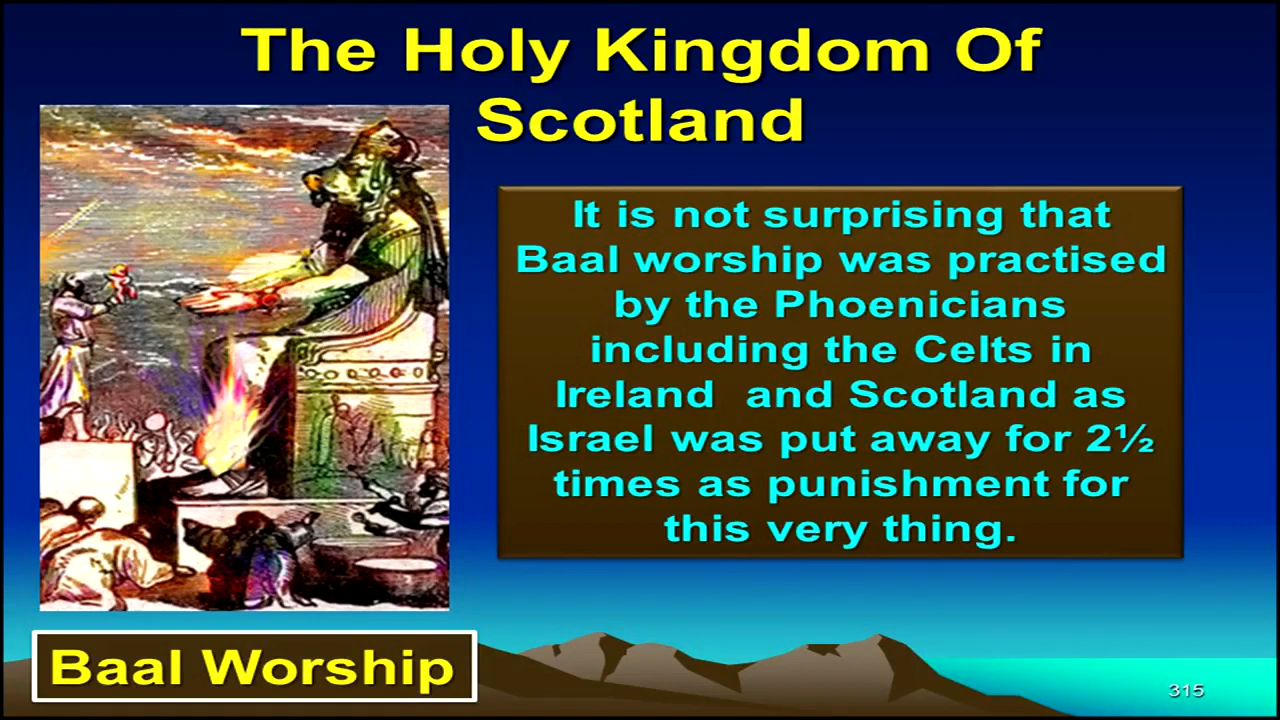 The Holy Kingdom Of
Scotland
It is not surprising that
Baal worship was practised
by the Phoenicians
including the Celts in
Ireland and Scotland as
Israel was put away for 2½
times as punishment for
this very thing.
Baal Worship
315